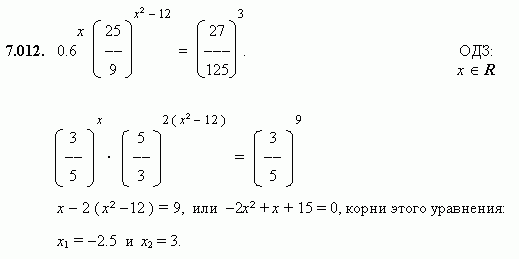 7.012. 0.6^x (25/9)^(x² – 12) = (27/125)^3. ОДЗ:
x ∈ R
(3/5)^x · (5/3)^(2(x² – 12)) = (3/5)^9
x – 2 (x² – 12) = 9, или –2x² + x + 15 = 0, корни этого уравнения:
x₁ = –2.5 и x₂ = 3.